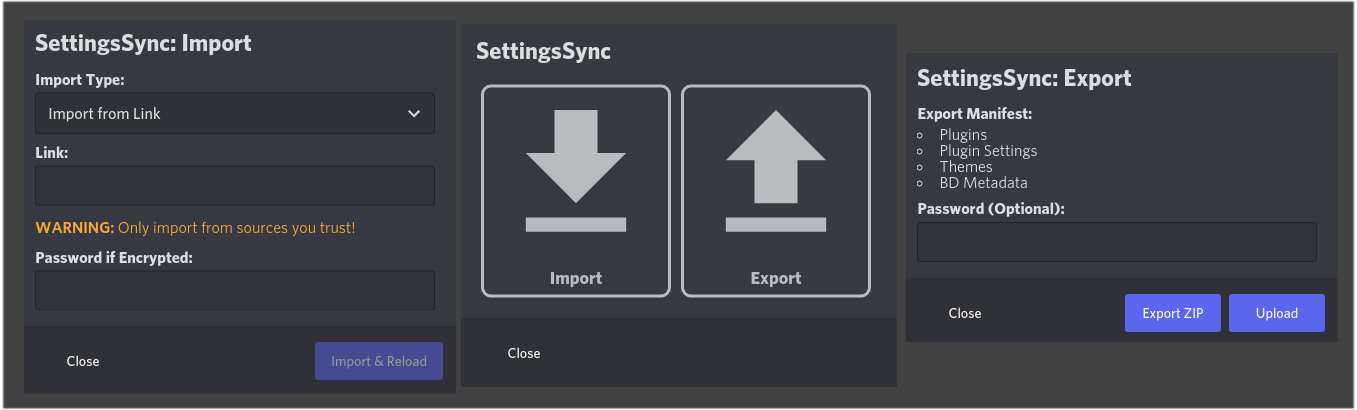 SettingsSync: Import
Import Type:
Import from Link
Link:
WARNING: Only import from sources you trust!
Password if Encrypted:
Close
Import & Reload
SettingsSync
Import
Export
Close
SettingsSync: Export
Export Manifest:
Plugins
Plugin Settings
Themes
BD Metadata
Password (Optional):
Close
Export ZIP
Upload